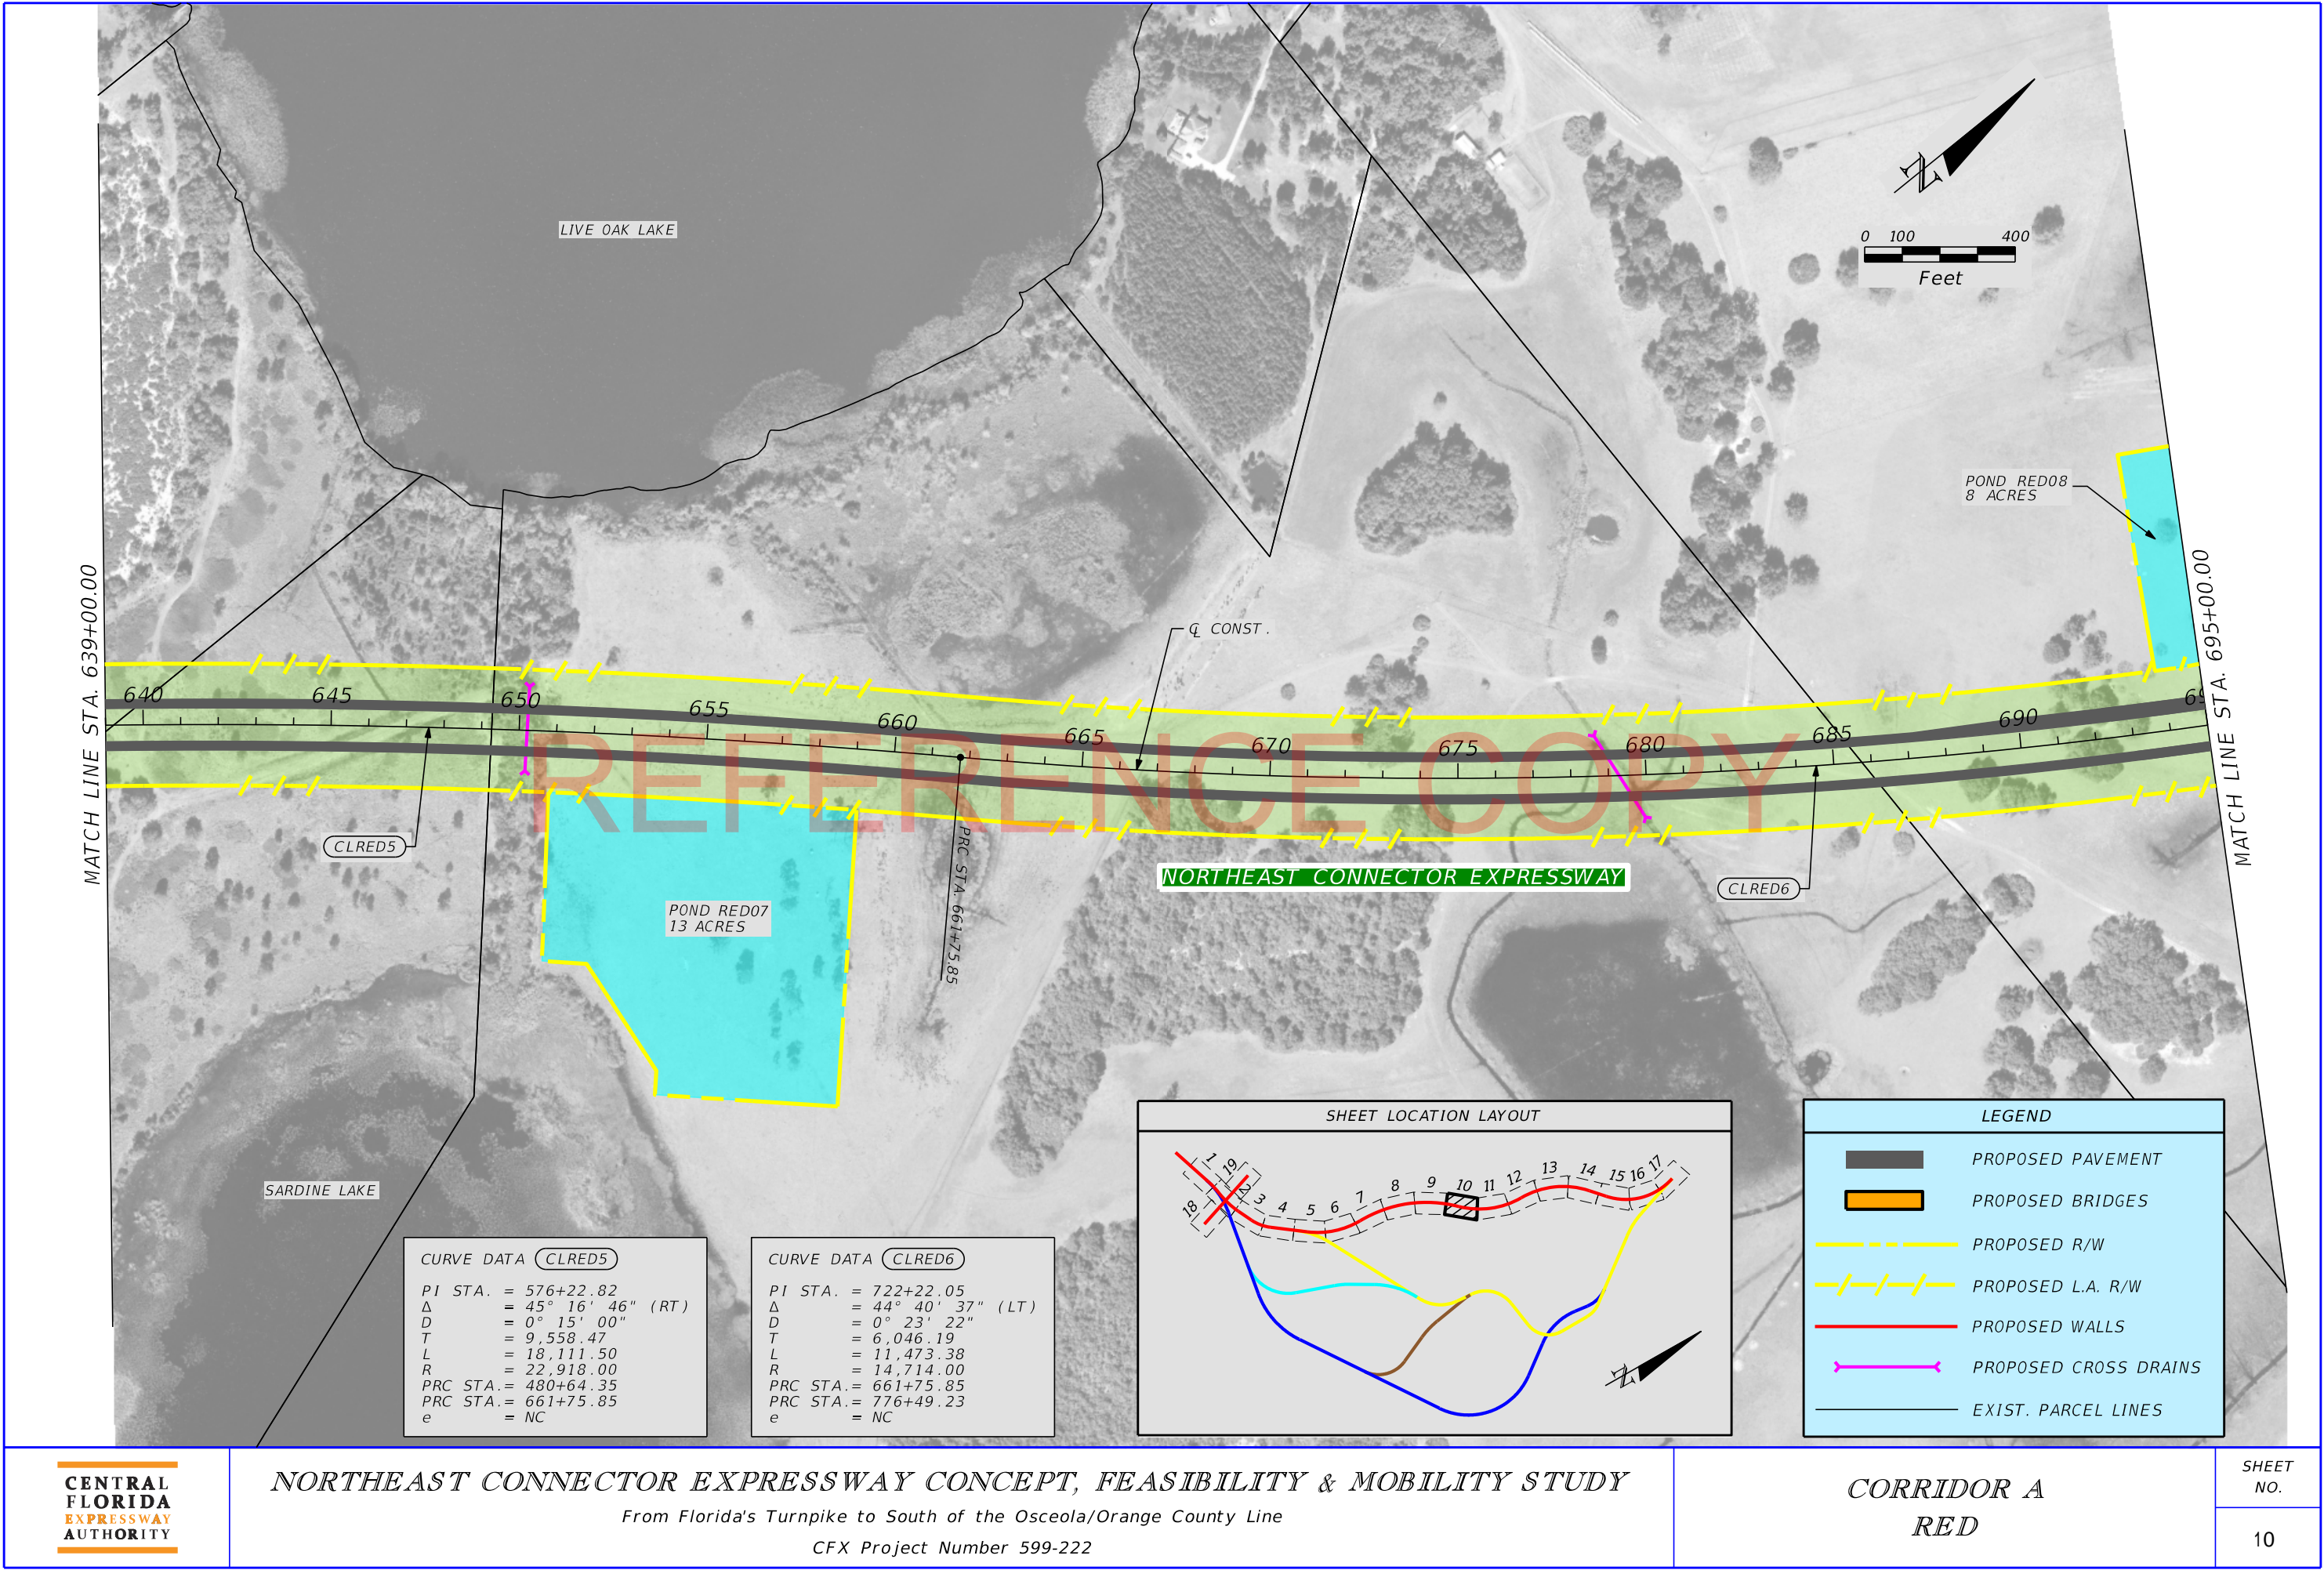 LIVE OAK LAKE
0 100 400
Feet
POND RED08
8 ACRES
MATCH LINE STA. 639+00.00
MATCH LINE STA. 695+00.00
℄ CONST.
640 645 650 655 660 665 670 675 680 685 690 69
REFERENCE COPY
CLRED5
PRC STA. 661+75.85
NORTHEAST CONNECTOR EXPRESSWAY
CLRED6
POND RED07
13 ACRES
SARDINE LAKE
CURVE DATA CLRED5
PI STA. = 576+22.82
Δ = 45° 16' 46" (RT)
D = 0° 15' 00"
T = 9,558.47
L = 18,111.50
R = 22,918.00
PRC STA.= 480+64.35
PRC STA.= 661+75.85
e = NC
CURVE DATA CLRED6
PI STA. = 722+22.05
Δ = 44° 40' 37" (LT)
D = 0° 23' 22"
T = 6,046.19
L = 11,473.38
R = 14,714.00
PRC STA.= 661+75.85
PRC STA.= 776+49.23
e = NC
SHEET LOCATION LAYOUT
1 19 2 18 3 4 5 6 7 8 9 10 11 12 13 14 15 16 17
N
LEGEND
PROPOSED PAVEMENT
PROPOSED BRIDGES
PROPOSED R/W
PROPOSED L.A. R/W
PROPOSED WALLS
PROPOSED CROSS DRAINS
EXIST. PARCEL LINES
N
CENTRAL
FLORIDA
EXPRESSWAY
AUTHORITY
NORTHEAST CONNECTOR EXPRESSWAY CONCEPT, FEASIBILITY & MOBILITY STUDY
From Florida's Turnpike to South of the Osceola/Orange County Line
CFX Project Number 599-222
CORRIDOR A
RED
SHEET
NO.
10